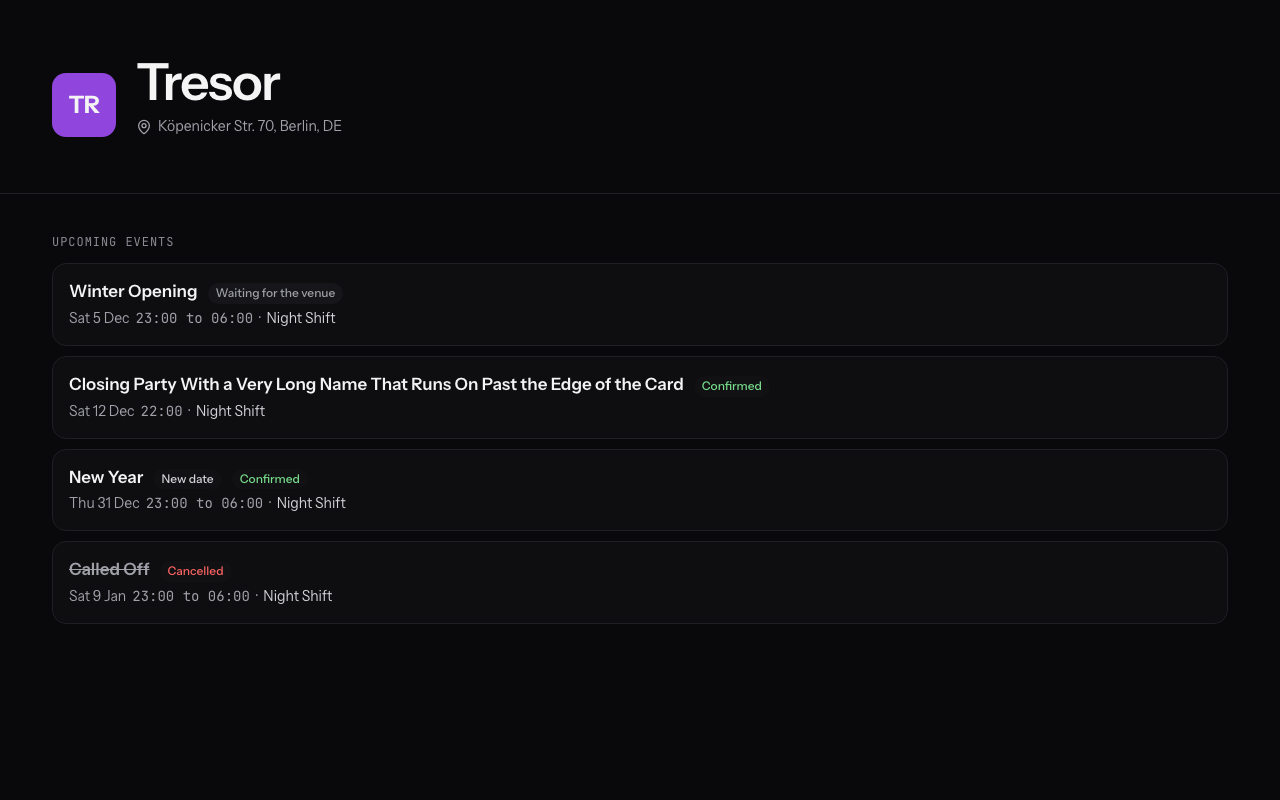 TR
Tresor
Köpenicker Str. 70, Berlin, DE
UPCOMING EVENTS
Winter Opening Waiting for the venue
Sat 5 Dec 23:00 to 06:00 · Night Shift
Closing Party With a Very Long Name That Runs On Past the Edge of the Card Confirmed
Sat 12 Dec 22:00 · Night Shift
New Year New date Confirmed
Thu 31 Dec 23:00 to 06:00 · Night Shift
Called Off Cancelled
Sat 9 Jan 23:00 to 06:00 · Night Shift